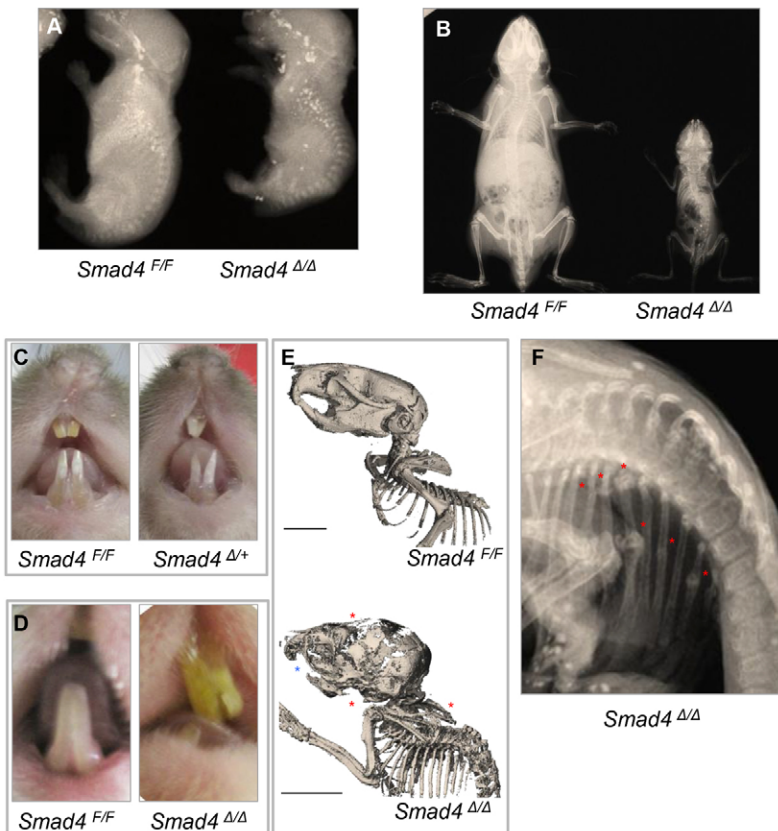 A
B
Smad4 F/F
Smad4 Δ/Δ
Smad4 F/F
Smad4 Δ/Δ
C
E
F
Smad4 F/F
Smad4 Δ/+
Smad4 F/F
D
* * *
* * *
*
*
* *
Smad4 Δ/Δ
Smad4 F/F
Smad4 Δ/Δ
Smad4 Δ/Δ